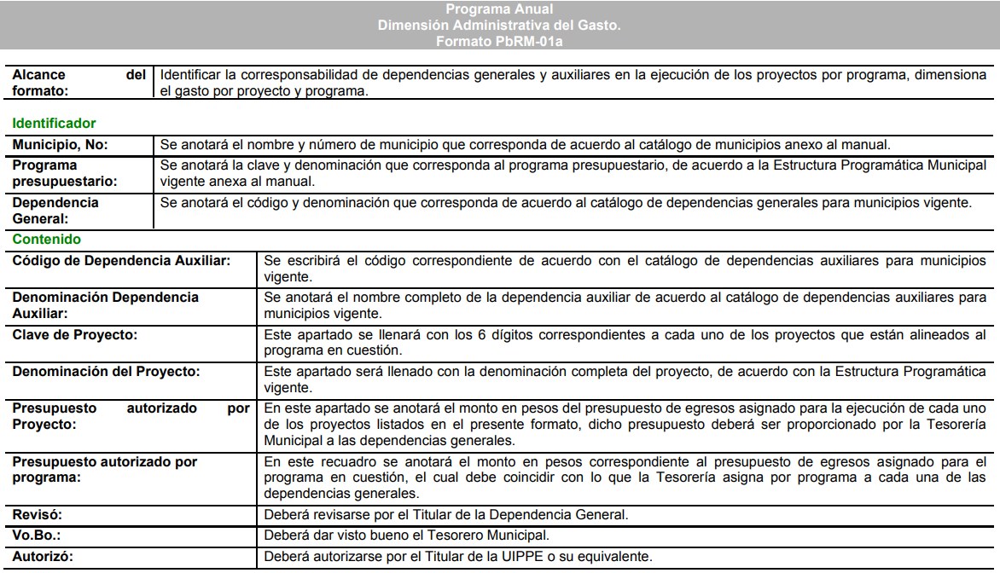 Programa Anual
Dimensión Administrativa del Gasto.
Formato PbRM-01a
Alcance del
formato:
Identificar la corresponsabilidad de dependencias generales y auxiliares en la ejecución de los proyectos por programa, dimensiona
el gasto por proyecto y programa.
Identificador
Municipio, No:
Se anotará el nombre y número de municipio que corresponda de acuerdo al catálogo de municipios anexo al manual.
Programa
presupuestario:
Se anotará la clave y denominación que corresponda al programa presupuestario, de acuerdo a la Estructura Programática Municipal
vigente anexa al manual.
Dependencia
General:
Se anotará el código y denominación que corresponda de acuerdo al catálogo de dependencias generales para municipios vigente.
Contenido
Código de Dependencia Auxiliar:
Se escribirá el código correspondiente de acuerdo con el catálogo de dependencias auxiliares para municipios
vigente.
Denominación Dependencia
Auxiliar:
Se anotará el nombre completo de la dependencia auxiliar de acuerdo al catálogo de dependencias auxiliares para
municipios vigente.
Clave de Proyecto:
Este apartado se llenará con los 6 dígitos correspondientes a cada uno de los proyectos que están alineados al
programa en cuestión.
Denominación del Proyecto:
Este apartado será llenado con la denominación completa del proyecto, de acuerdo con la Estructura Programática
vigente.
Presupuesto autorizado por
Proyecto:
En este apartado se anotará el monto en pesos del presupuesto de egresos asignado para la ejecución de cada uno
de los proyectos listados en el presente formato, dicho presupuesto deberá ser proporcionado por la Tesorería
Municipal a las dependencias generales.
Presupuesto autorizado por
programa:
En este recuadro se anotará el monto en pesos correspondiente al presupuesto de egresos asignado para el
programa en cuestión, el cual debe coincidir con lo que la Tesorería asigna por programa a cada una de las
dependencias generales.
Revisó:
Deberá revisarse por el Titular de la Dependencia General.
Vo.Bo.:
Deberá dar visto bueno el Tesorero Municipal.
Autorizó:
Deberá autorizarse por el Titular de la UIPPE o su equivalente.